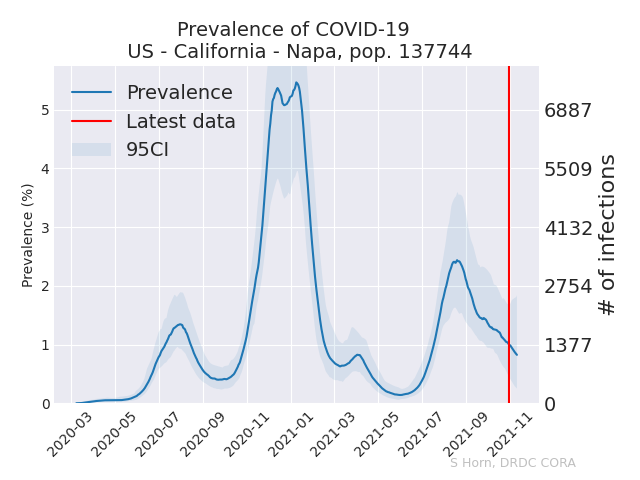 Prevalence of COVID-19
US - California - Napa, pop. 137744
Prevalence
Latest data
95CI
Prevalence (%)
5
4
3
2
1
0
6887
5509
4132
2754
1377
0
# of infections
2020-03
2020-05
2020-07
2020-09
2020-11
2021-01
2021-03
2021-05
2021-07
2021-09
2021-11
S Horn, DRDC CORA